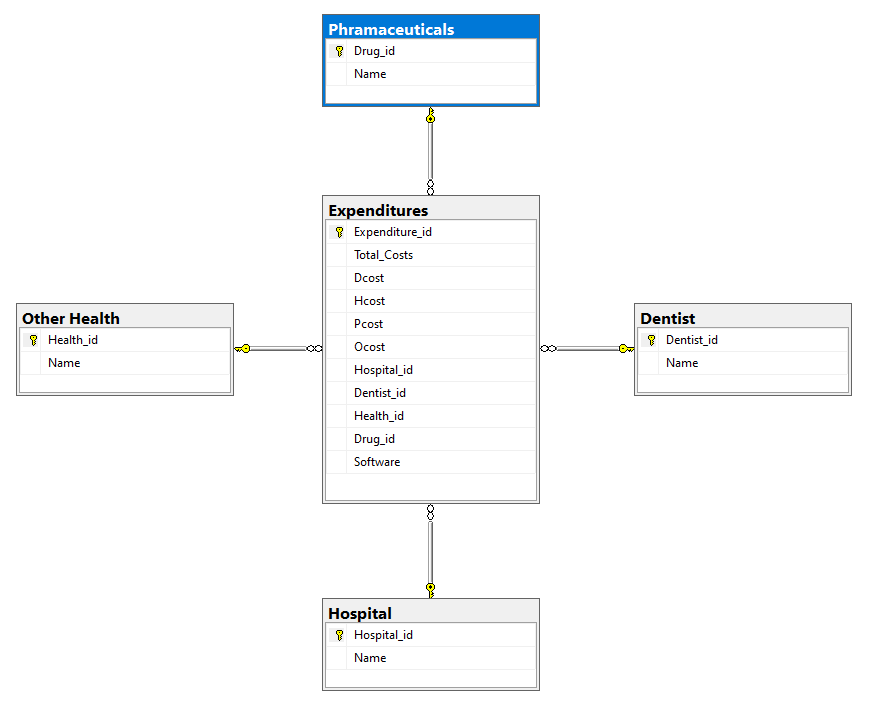 Phramaceuticals
Drug_id
Name
Expenditures
Expenditure_id
Total_Costs
Dcost
Hcost
Pcost
Ocost
Hospital_id
Dentist_id
Health_id
Drug_id
Software
Other Health
Health_id
Name
Dentist
Dentist_id
Name
Hospital
Hospital_id
Name